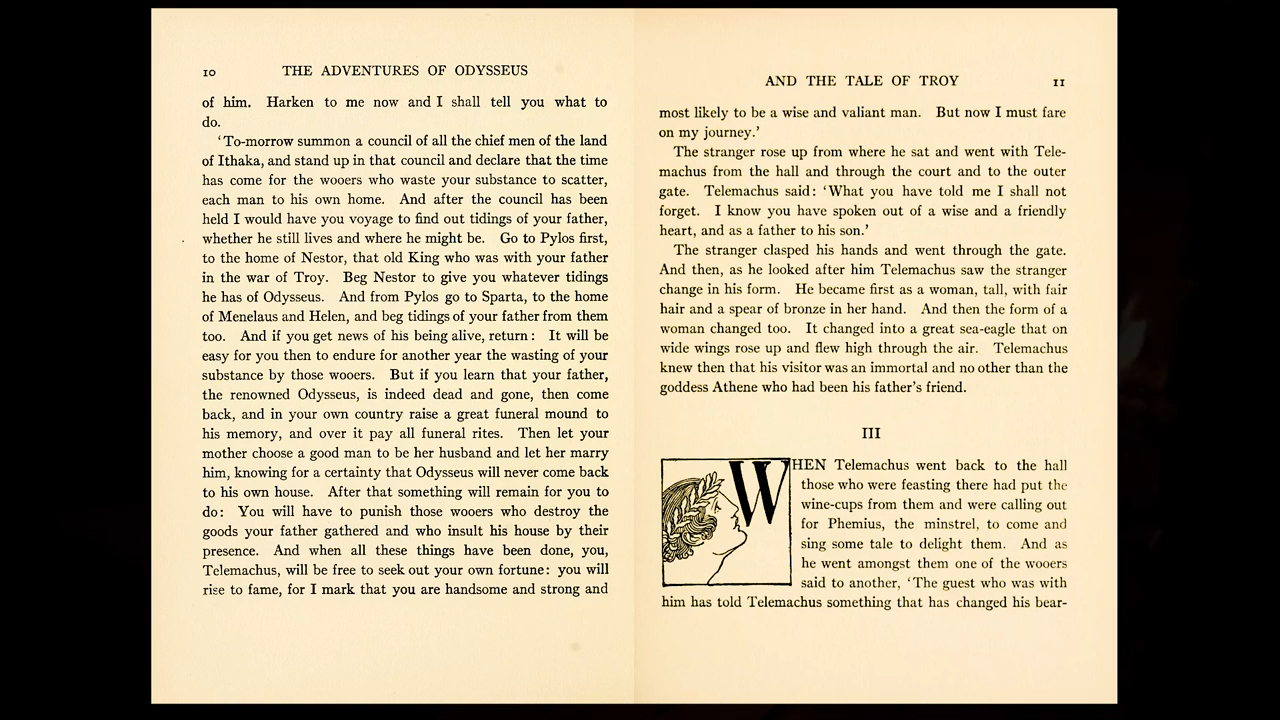 10 THE ADVENTURES OF ODYSSEUS
of him. Harken to me now and I shall tell you what to
do.
'To-morrow summon a council of all the chief men of the land
of Ithaka, and stand up in that council and declare that the time
has come for the wooers who waste your substance to scatter,
each man to his own home. And after the council has been
held I would have you voyage to find out tidings of your father,
whether he still lives and where he might be. Go to Pylos first,
to the home of Nestor, that old King who was with your father
in the war of Troy. Beg Nestor to give you whatever tidings
he has of Odysseus. And from Pylos go to Sparta, to the home
of Menelaus and Helen, and beg tidings of your father from them
too. And if you get news of his being alive, return: It will be
easy for you then to endure for another year the wasting of your
substance by those wooers. But if you learn that your father,
the renowned Odysseus, is indeed dead and gone, then come
back, and in your own country raise a great funeral mound to
his memory, and over it pay all funeral rites. Then let your
mother choose a good man to be her husband and let her marry
him, knowing for a certainty that Odysseus will never come back
to his own house. After that something will remain for you to
do: You will have to punish those wooers who destroy the
goods your father gathered and who insult his house by their
presence. And when all these things have been done, you,
Telemachus, will be free to seek out your own fortune: you will
rise to fame, for I mark that you are handsome and strong and
AND THE TALE OF TROY 11
most likely to be a wise and valiant man. But now I must fare
on my journey.'
The stranger rose up from where he sat and went with Tele-
machus from the hall and through the court and to the outer
gate. Telemachus said: 'What you have told me I shall not
forget. I know you have spoken out of a wise and a friendly
heart, and as a father to his son.'
The stranger clasped his hands and went through the gate.
And then, as he looked after him Telemachus saw the stranger
change in his form. He became first as a woman, tall, with fair
hair and a spear of bronze in her hand. And then the form of a
woman changed too. It changed into a great sea-eagle that on
wide wings rose up and flew high through the air. Telemachus
knew then that his visitor was an immortal and no other than the
goddess Athene who had been his father's friend.
III
WHEN Telemachus went back to the hall
those who were feasting there had put the
wine-cups from them and were calling out
for Phemius, the minstrel, to come and
sing some tale to delight them. And as
he went amongst them one of the wooers
said to another, 'The guest who was with
him has told Telemachus something that has changed his bear-